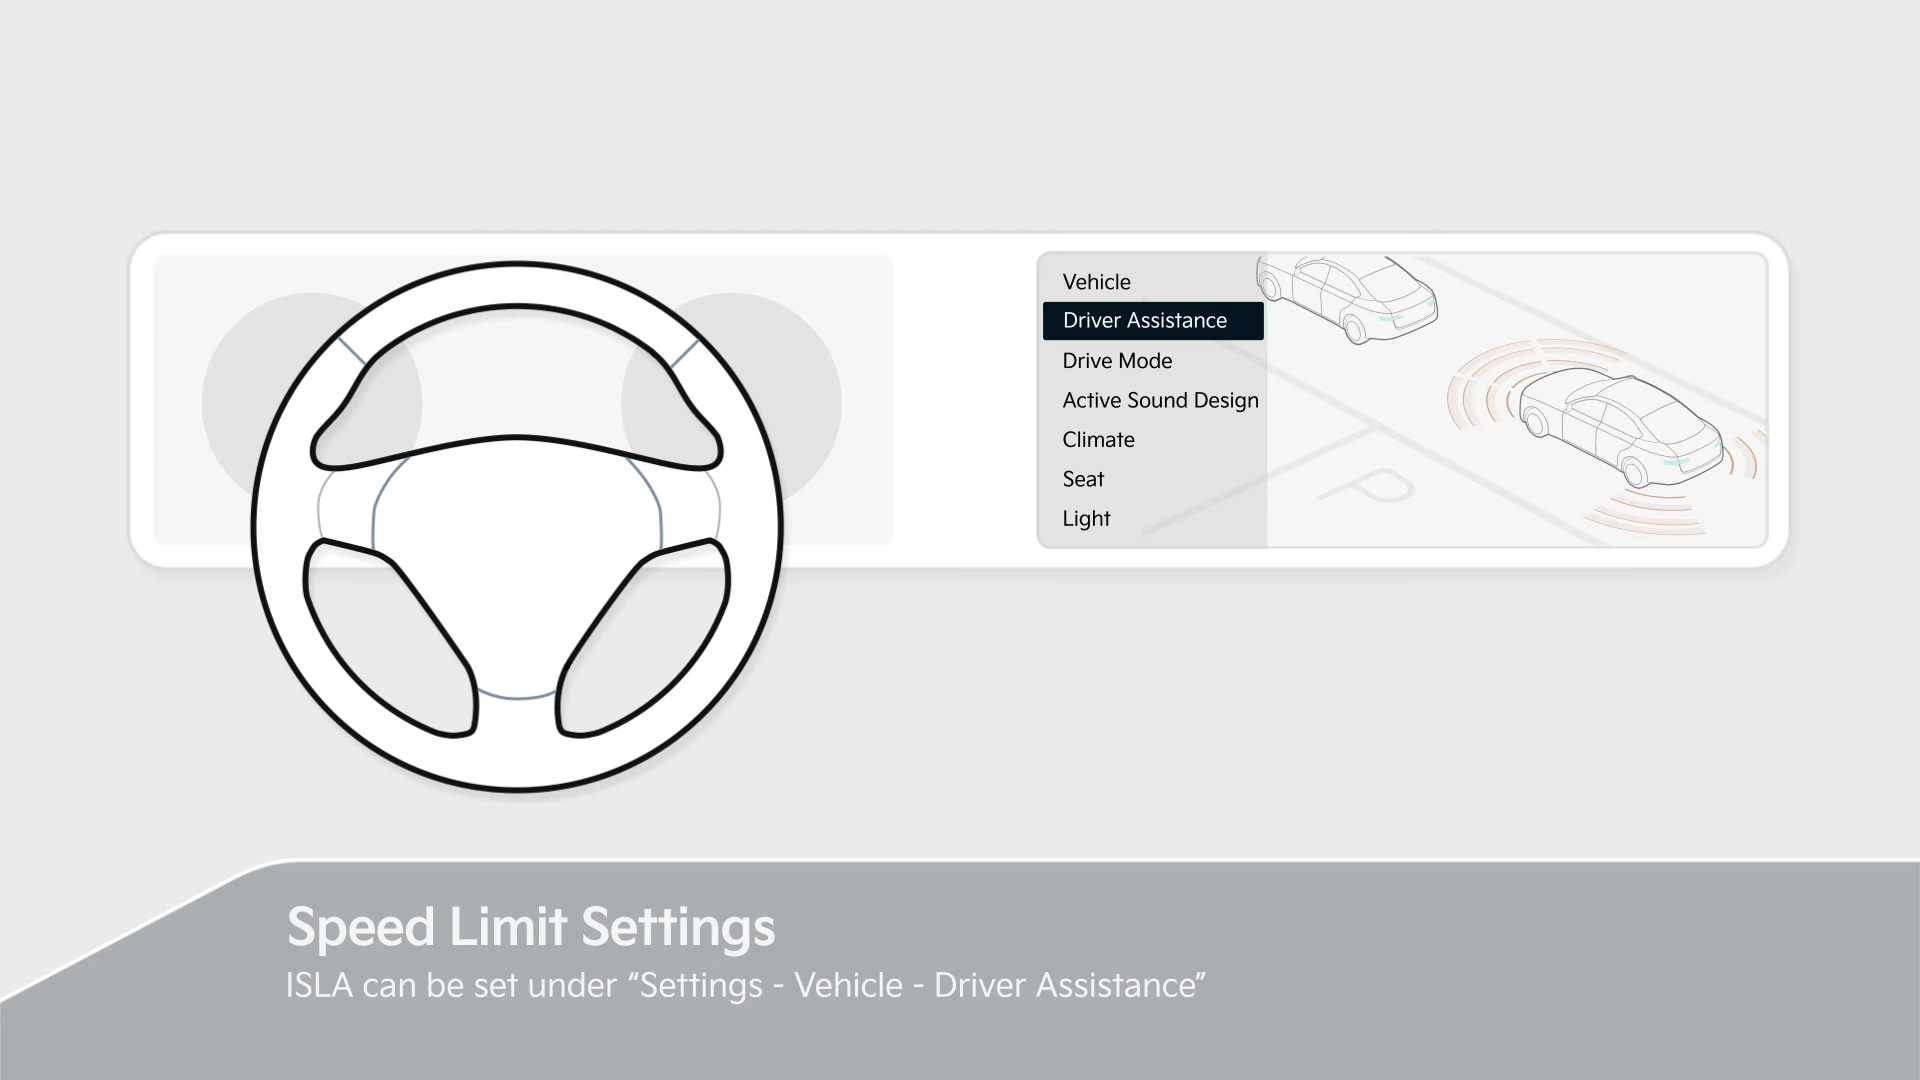 Vehicle
Driver Assistance
Drive Mode
Active Sound Design
Climate
Seat
Light
P
Speed Limit Settings
ISLA can be set under “Settings - Vehicle - Driver Assistance”